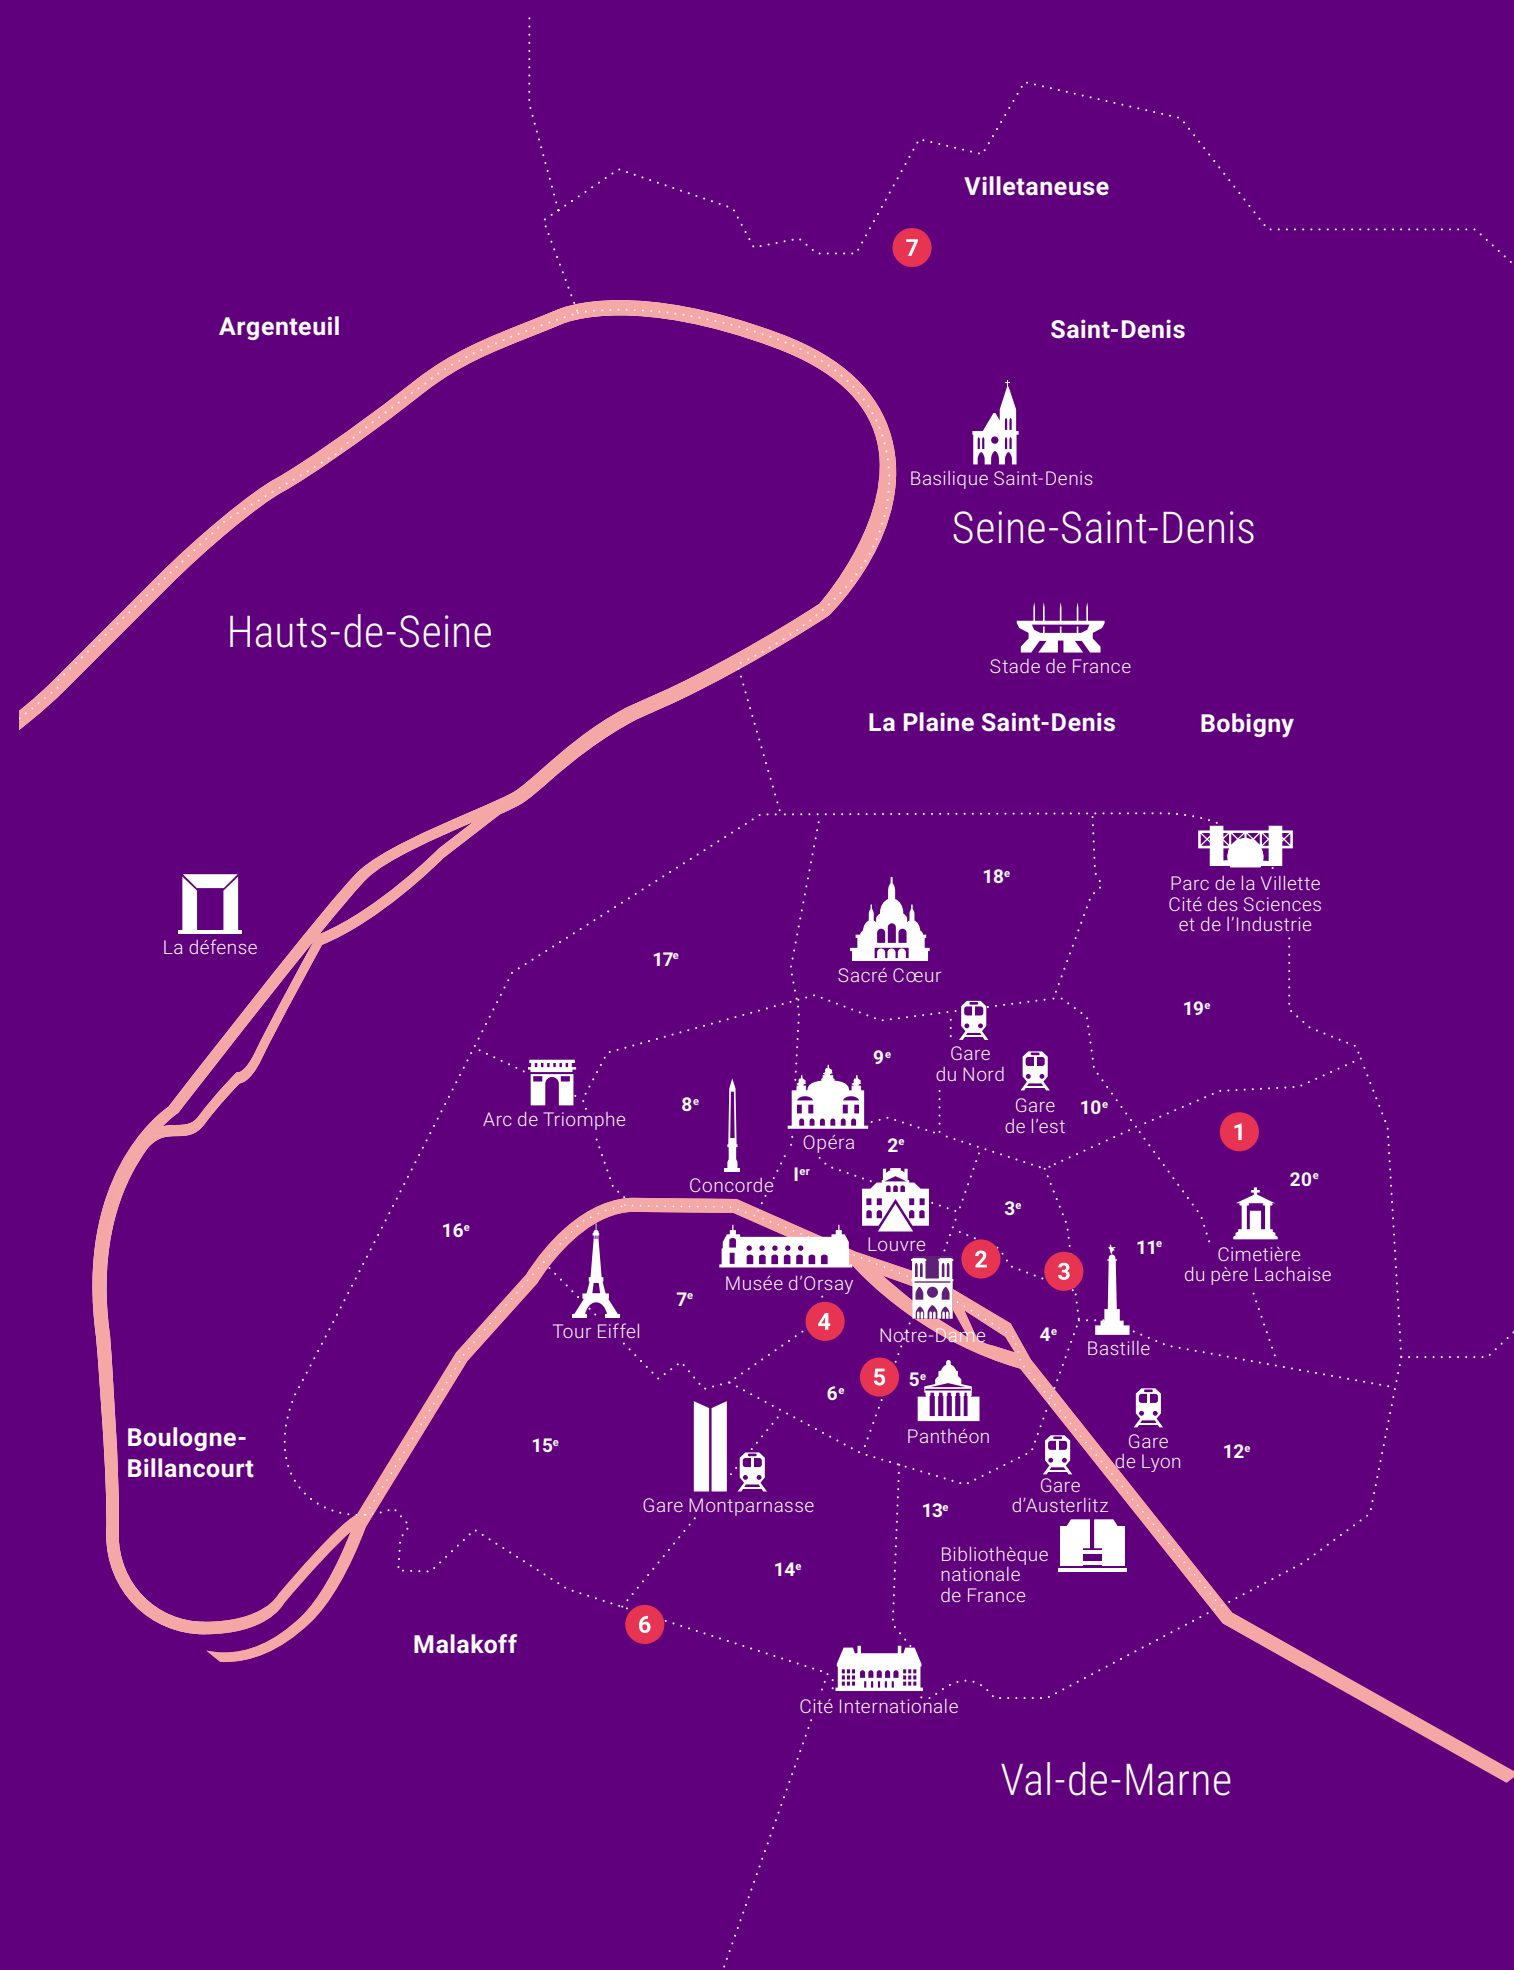 Villetaneuse
7
Argenteuil
Saint-Denis
Basilique Saint-Denis
Seine-Saint-Denis
Hauts-de-Seine
Stade de France
La Plaine Saint-Denis
Bobigny
18e
Parc de la Villette
Cité des Sciences
et de l'Industrie
La défense
17e
Sacré Cœur
19e
9e
Gare
du Nord
Arc de Triomphe
8e
Gare
de l'est
10e
1
Opéra
2e
Ier
Concorde
20e
3e
16e
Louvre
11e
Cimetière
du père Lachaise
2
3
Musée d'Orsay
7e
Tour Eiffel
4
Notre-Dame
4e
Bastille
5
5e
6e
Panthéon
Boulogne-
Billancourt
15e
Gare
de Lyon
12e
Gare Montparnasse
Gare
d'Austerlitz
13e
Bibliothèque
nationale
de France
14e
6
Malakoff
Cité Internationale
Val-de-Marne